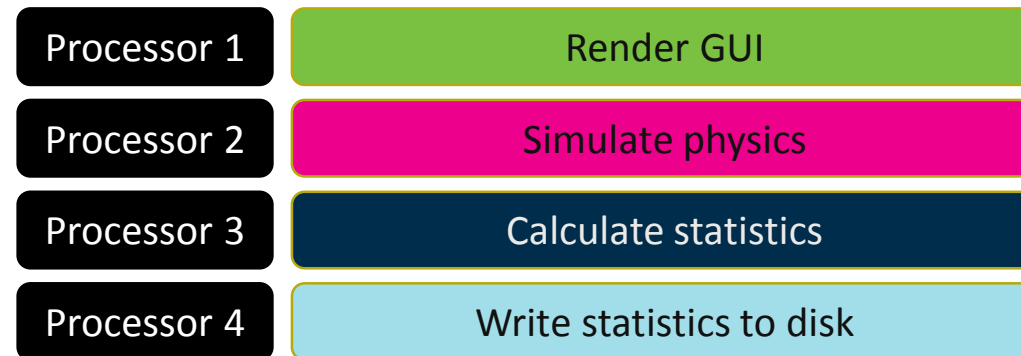 Processor 1 Render GUI
Processor 2 Simulate physics
Processor 3 Calculate statistics
Processor 4 Write statistics to disk